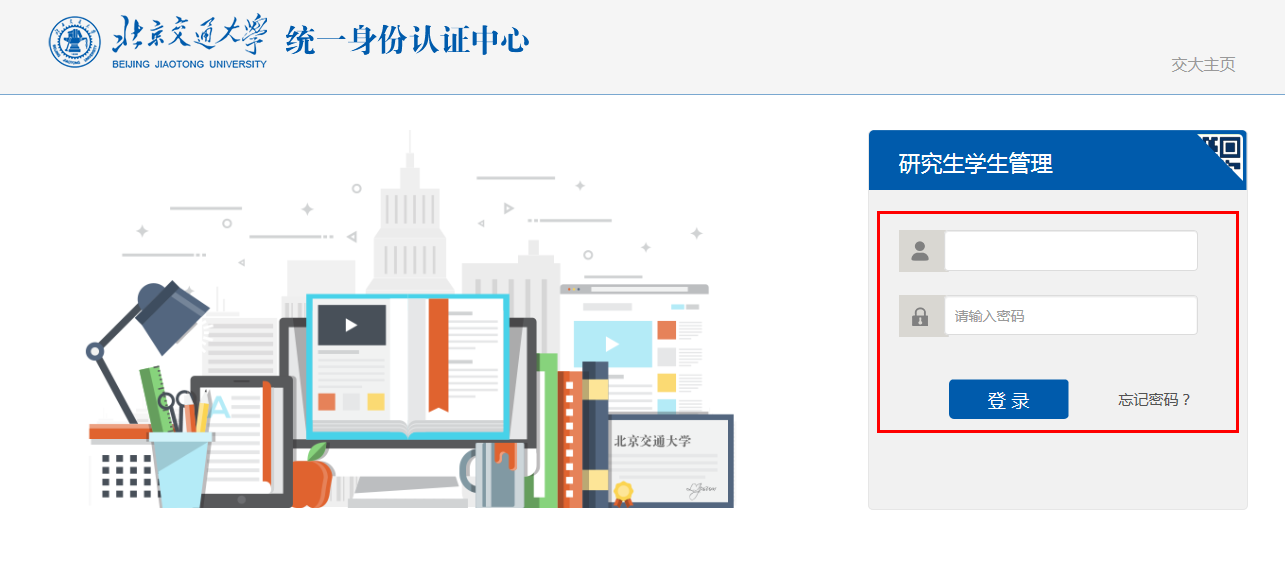 北京交通大学
BEIJING JIAOTONG UNIVERSITY
统一身份认证中心
交大主页
研究生学生管理
请输入密码
登 录
忘记密码？
A
北京交通大学